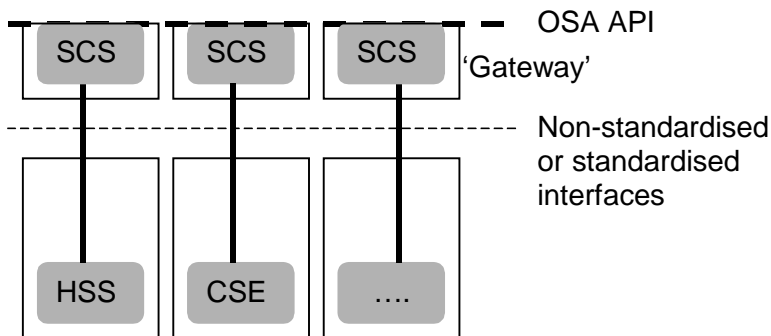 OSA API
SCS SCS SCS
‘Gateway’
Non-standardised
or standardised
interfaces
HSS CSE ....